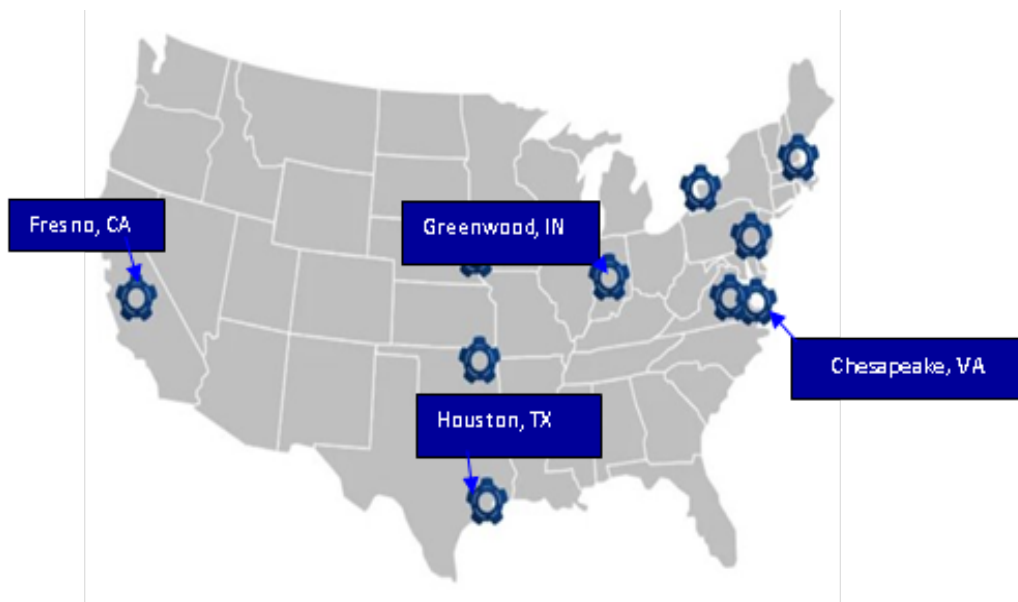 Fresno, CA
Greenwood, IN
Chesapeake, VA
Houston, TX